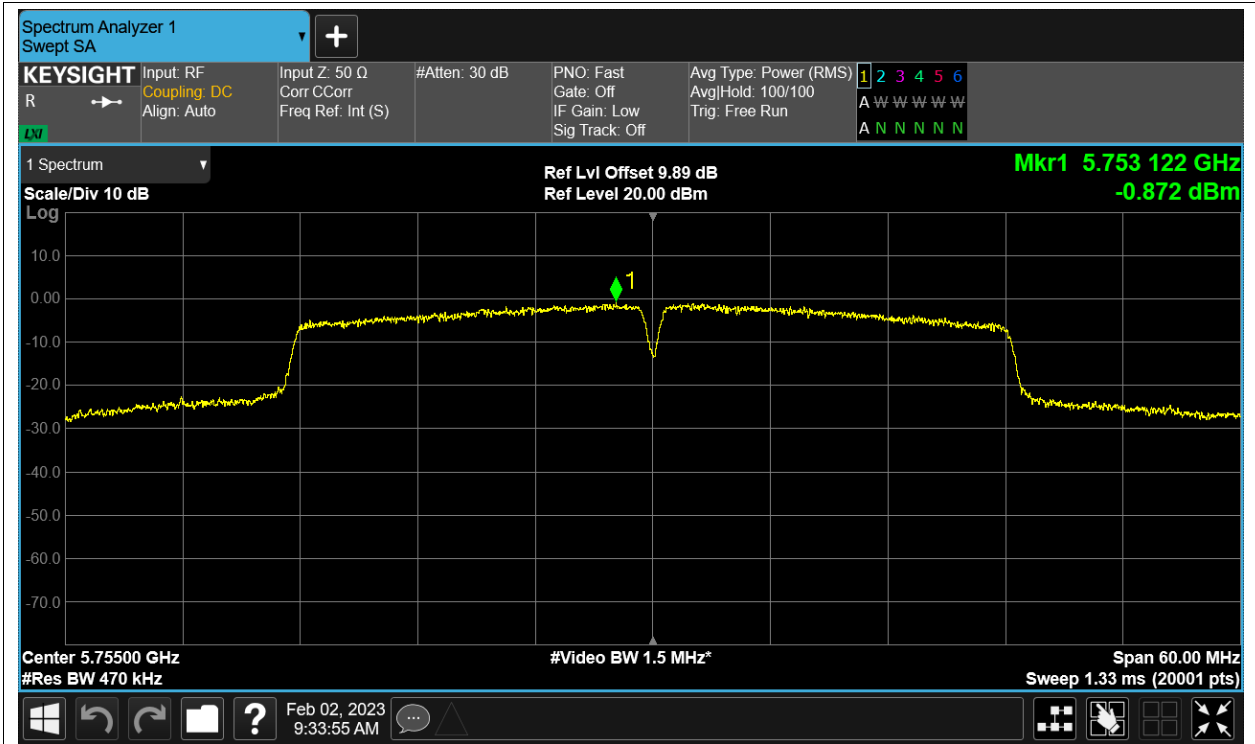 Spectrum Analyzer 1
Swept SA
KEYSIGHT
R
LXI
Input: RF
Coupling: DC
Align: Auto
Input Z: 50 Ω
Corr CCorr
Freq Ref: Int (S)
#Atten: 30 dB
PNO: Fast
Gate: Off
IF Gain: Low
Sig Track: Off
Avg Type: Power (RMS)
Avg|Hold: 100/100
Trig: Free Run
1 2 3 4 5 6
A W W W W W
A N N N N N
1 Spectrum
Scale/Div 10 dB
Ref Lvl Offset 9.89 dB
Ref Level 20.00 dBm
Mkr1 5.753 122 GHz
-0.872 dBm
Log
10.0
0.00
-10.0
-20.0
-30.0
-40.0
-50.0
-60.0
-70.0
1
Center 5.75500 GHz
#Res BW 470 kHz
#Video BW 1.5 MHz*
Span 60.00 MHz
Sweep 1.33 ms (20001 pts)
?
Feb 02, 2023
9:33:55 AM